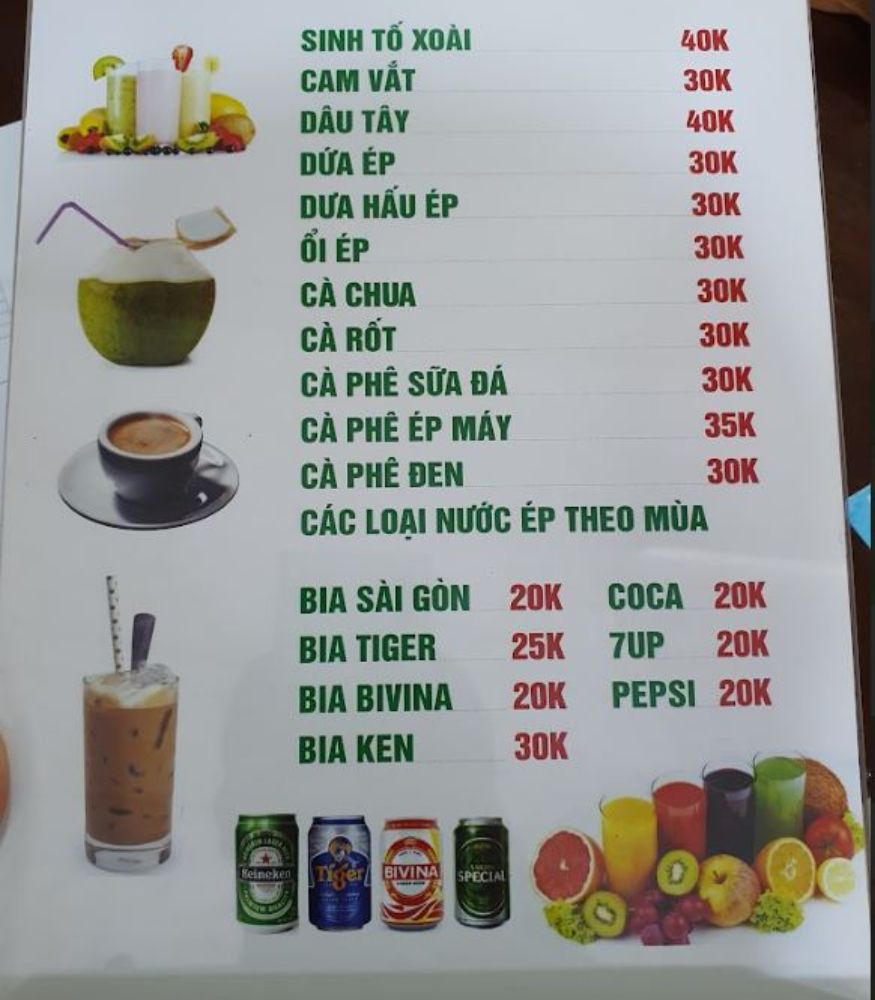 SINH TỐ XOÀI 40K
CAM VẮT 30K
DÂU TÂY 40K
DỨA ÉP 30K
DƯA HẤU ÉP 30K
ỔI ÉP 30K
CÀ CHUA 30K
CÀ RỐT 30K
CÀ PHÊ SỮA ĐÁ 30K
CÀ PHÊ ÉP MÁY 35K
CÀ PHÊ ĐEN 30K
CÁC LOẠI NƯỚC ÉP THEO MÙA
BIA SÀI GÒN 20K COCA 20K
BIA TIGER 25K 7UP 20K
BIA BIVINA 20K PEPSI 20K
BIA KEN 30K
Heineken Tiger BIVINA SPECIAL